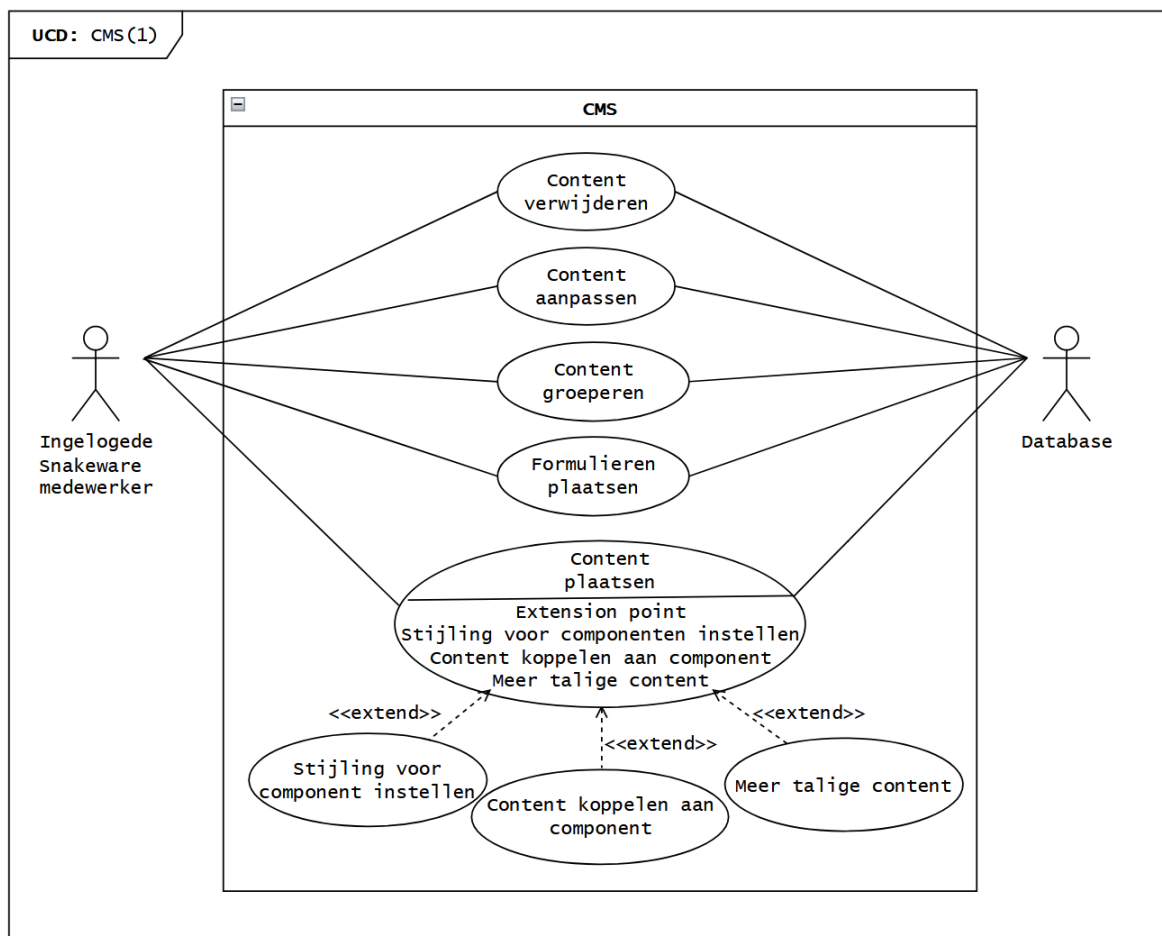 UCD: CMS(1)
CMS
Content
verwijderen
Content
aanpassen
Content
groeperen
Formulieren
plaatsen
Ingelogede
Snakeware
medewerker
Database
Content
plaatsen
Extension point
Stijling voor componenten instellen
Content koppelen aan component
Meer talige content
<<extend>>
<<extend>>
<<extend>>
Stijling voor
component instellen
Content koppelen aan
component
Meer talige content